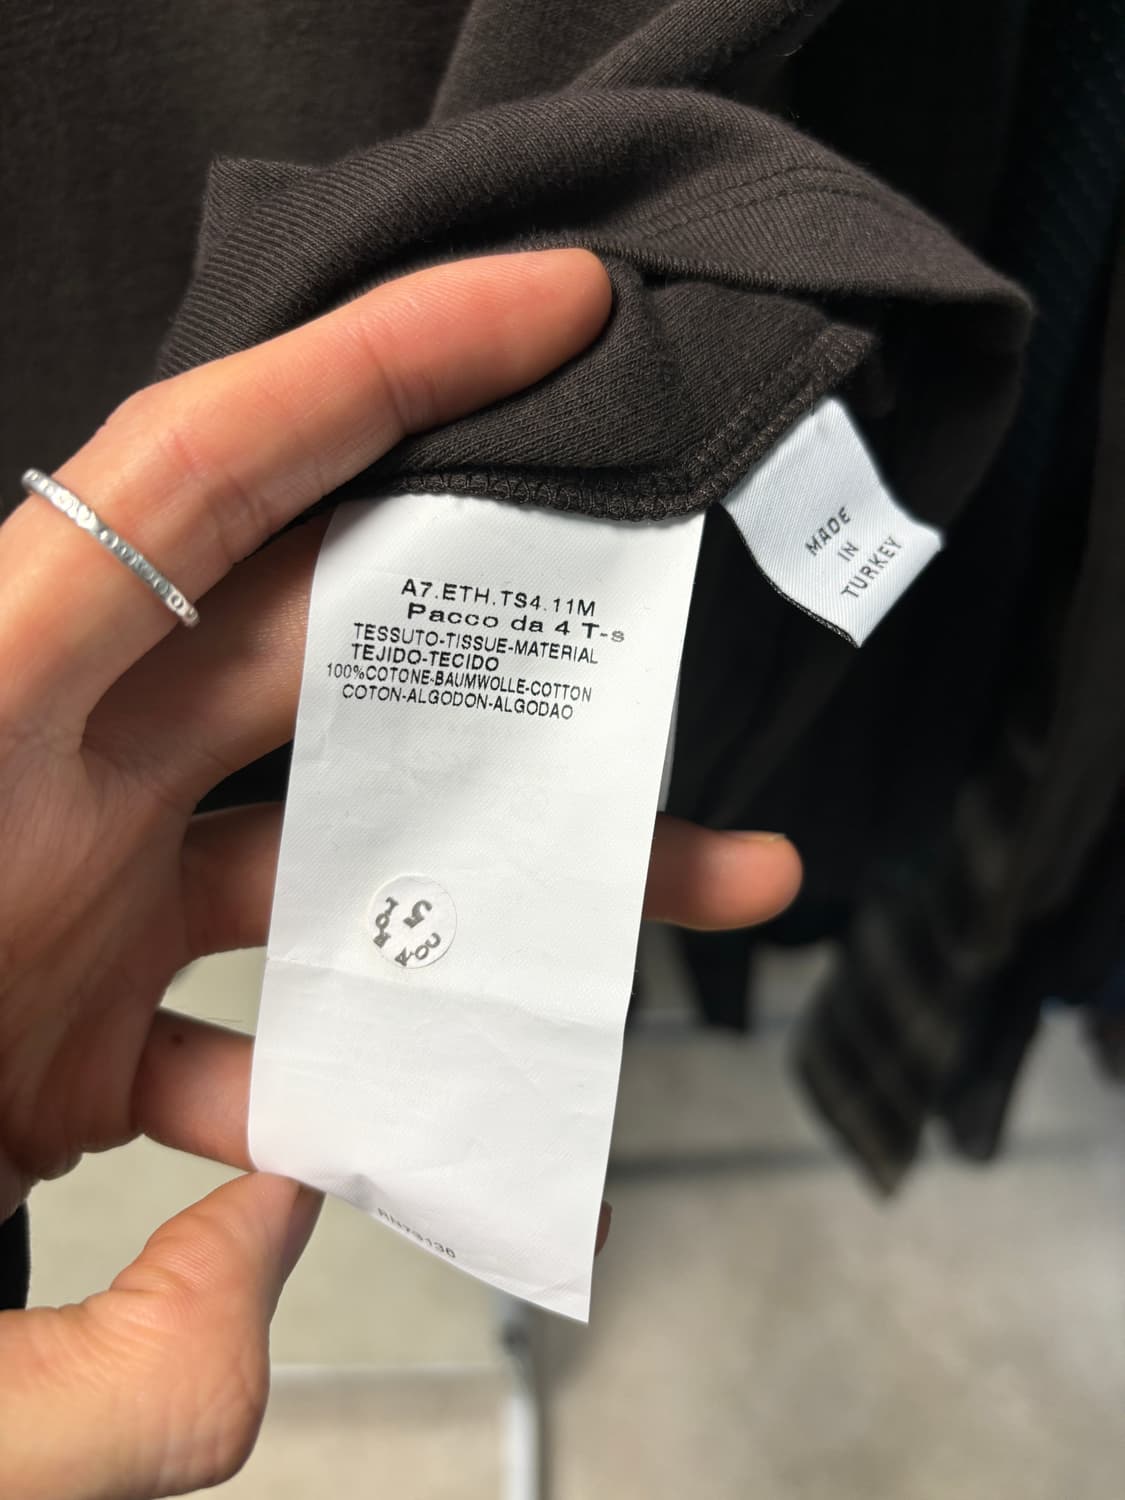 A7.ETH.TS4.11M
Pacco da 4 T-s
TESSUTO-TISSUE-MATERIAL
TEJIDO-TECIDO
100%COTONE-BAUMWOLLE-COTTON
COTON-ALGODON-ALGODAO
MADE
IN
TURKEY
5